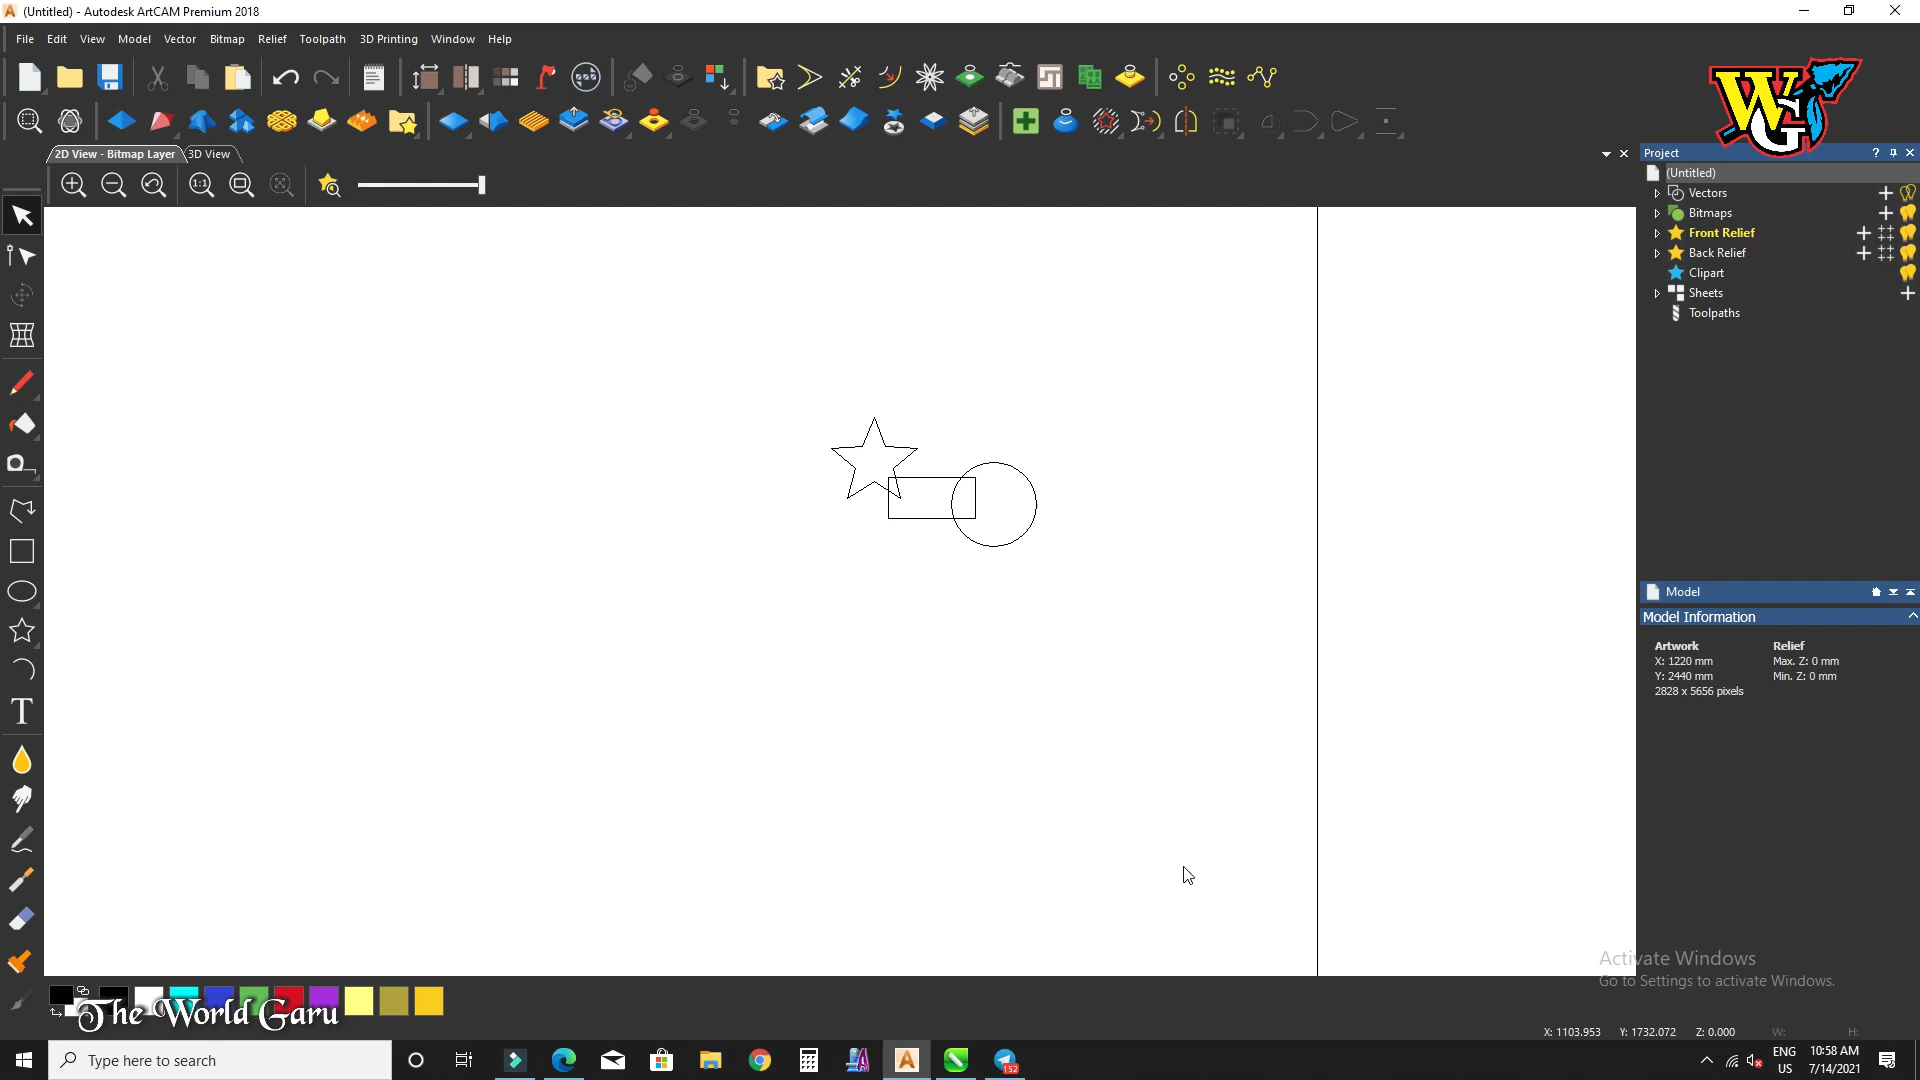 (Untitled) - Autodesk ArtCAM Premium 2018
File Edit View Model Vector Bitmap Relief Toolpath 3D Printing Window Help
WGS
2D View - Bitmap Layer 3D View
1:1
Project
(Untitled)
Vectors
Bitmaps
Front Relief
Back Relief
Clipart
Sheets
Toolpaths
Model
Model Information
Artwork Relief
X: 1220 mm Max. Z: 0 mm
Y: 2440 mm Min. Z: 0 mm
2828 x 5656 pixels
Activate Windows
Go to Settings to activate Windows.
The World Garu
X: 1103.953 Y: 1732.072 Z: 0.000 W: H:
Type here to search
152
ENG
US
10:58 AM
7/14/2021